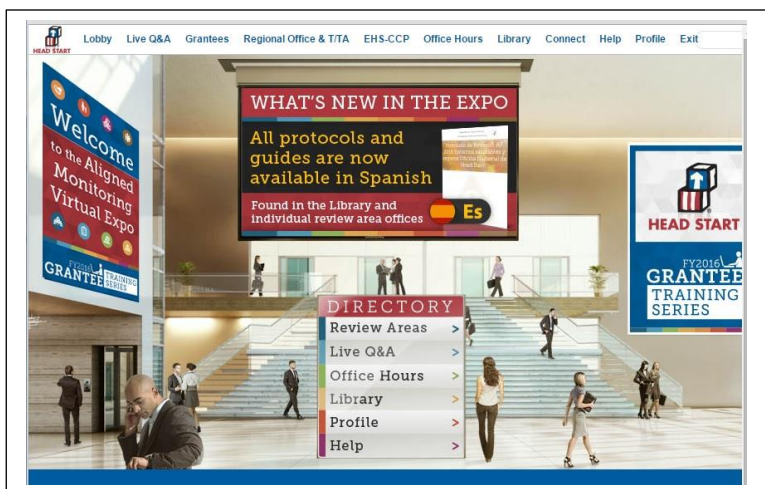 HEAD START
Lobby Live Q&A Grantees Regional Office & T/TA EHS-CCP Office Hours Library Connect Help Profile Exit
Welcome
to the Aligned
Monitoring
Virtual Expo
FY2016
GRANTEE TRAINING
SERIES
WHAT'S NEW IN THE EXPO
All protocols and
guides are now
available in Spanish
Found in the Library and
individual review area offices
Es
HEAD START
FY2016
GRANTEE
TRAINING
SERIES
DIRECTORY
Review Areas >
Live Q&A >
Office Hours >
Library >
Profile >
Help >